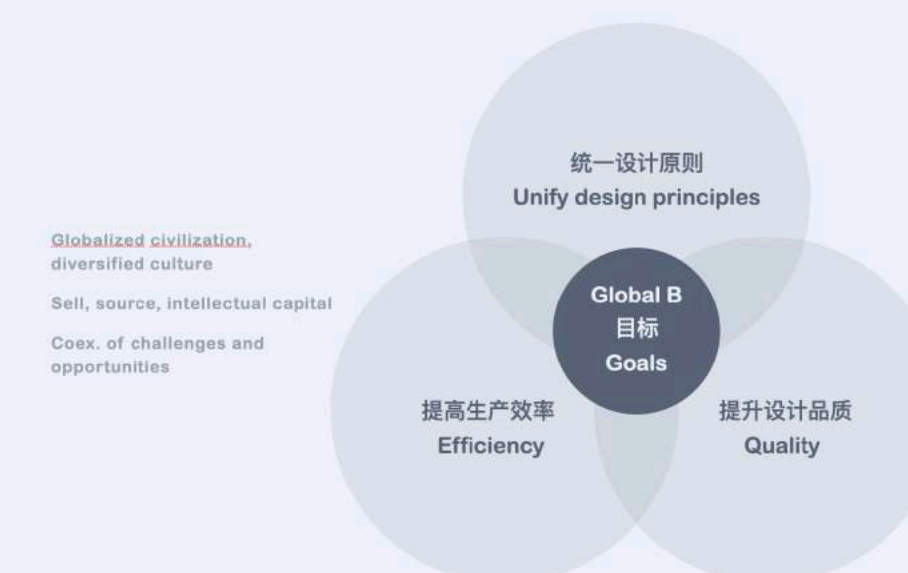 统一设计原则
Unify design principles
Globalized civilization,
diversified culture
Sell, source, intellectual capital
Coex. of challenges and
opportunities
Global B
目标
Goals
提高生产效率
Efficiency
提升设计品质
Quality